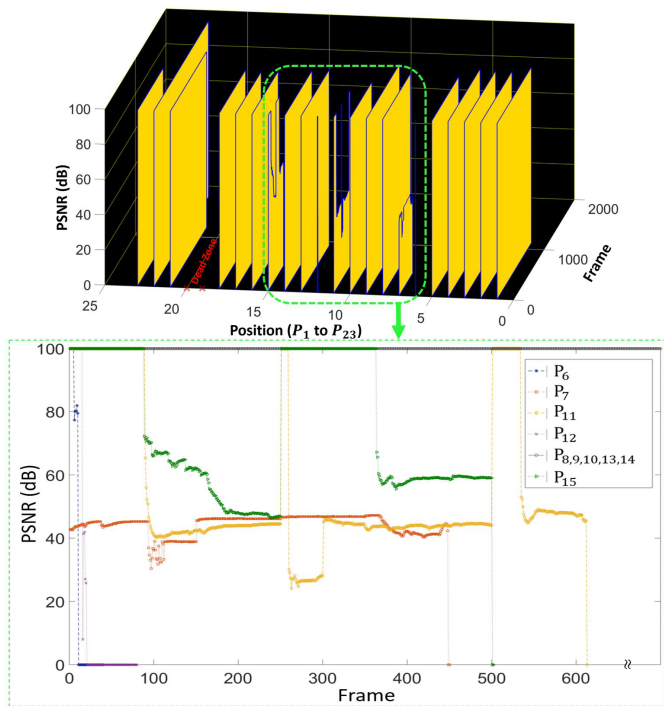 PSNR (dB)
100
80
60
40
20
0
25
20
15
10
5
0
Dead Zone
Position (P1 to P23)
2000
1000
0
Frame
PSNR (dB)
100
80
60
40
20
0
P6
P7
P11
P12
P8,9,10,13,14
P15
0
100
200
300
400
500
600
≈
Frame